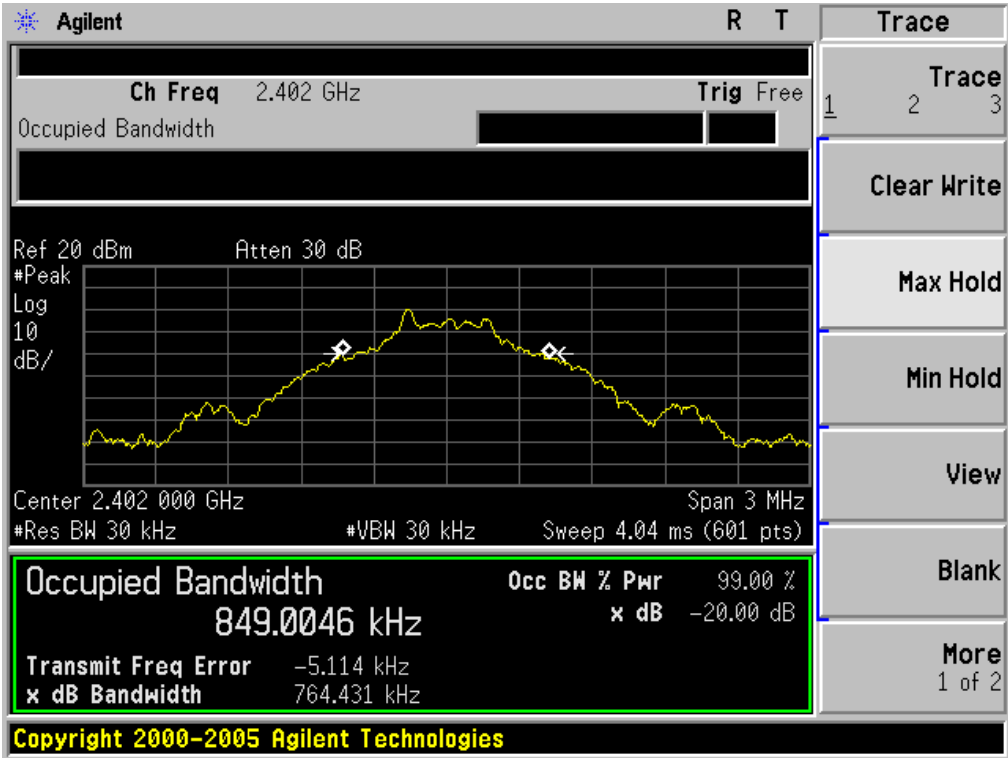 Agilent R T Trace
Ch Freq 2.402 GHz Trig Free
Occupied Bandwidth
Trace
1 2 3
Clear Write
Max Hold
Min Hold
View
Blank
More
1 of 2
Ref 20 dBm Atten 30 dB
#Peak
Log
10
dB/
Center 2.402 000 GHz Span 3 MHz
#Res BW 30 kHz #VBW 30 kHz Sweep 4.04 ms (601 pts)
Occupied Bandwidth Occ BW % Pwr 99.00 %
849.0046 kHz x dB -20.00 dB
Transmit Freq Error -5.114 kHz
x dB Bandwidth 764.431 kHz
Copyright 2000-2005 Agilent Technologies